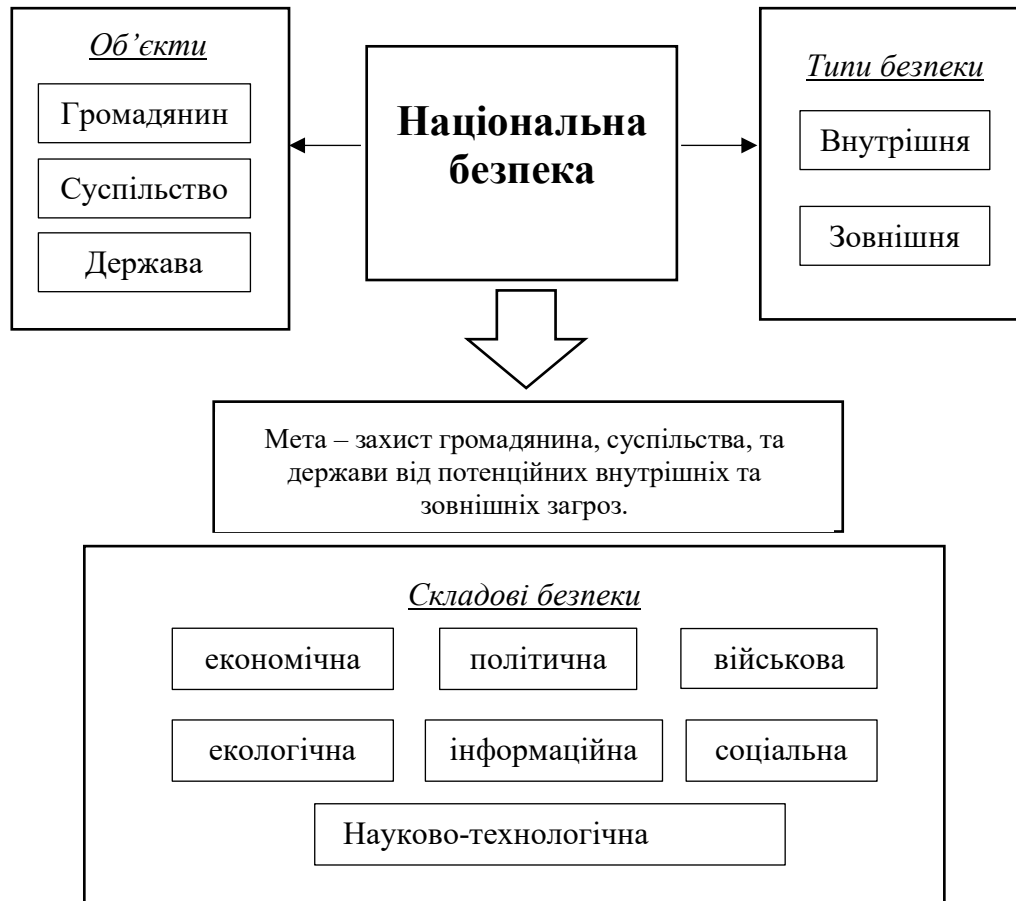 Об’єкти
Громадянин
Суспільство
Держава
Національна
безпека
Типи безпеки
Внутрішня
Зовнішня
Мета – захист громадянина, суспільства, та
держави від потенційних внутрішніх та
зовнішніх загроз.
Складові безпеки
економічна
політична
військова
екологічна
інформаційна
соціальна
Науково-технологічна